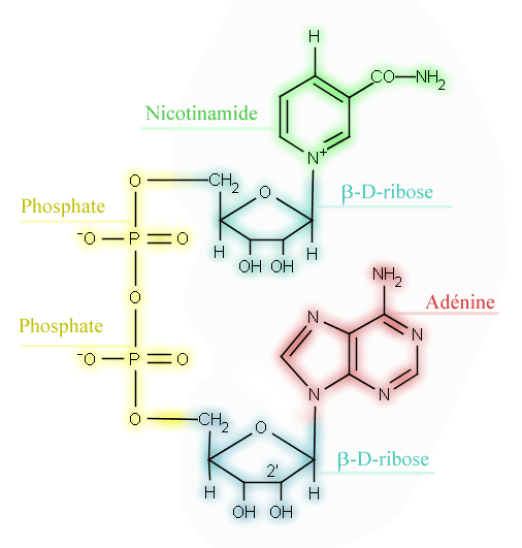 H
CO—NH₂
Nicotinamide
N⁺
O
CH₂
O
β-D-ribose
Phosphate
⁻O—P=O
H
H
OH OH
NH₂
O
Adénine
N
N
Phosphate
⁻O—P=O
N
N
O
CH₂
O
β-D-ribose
2'
H
H
OH OH